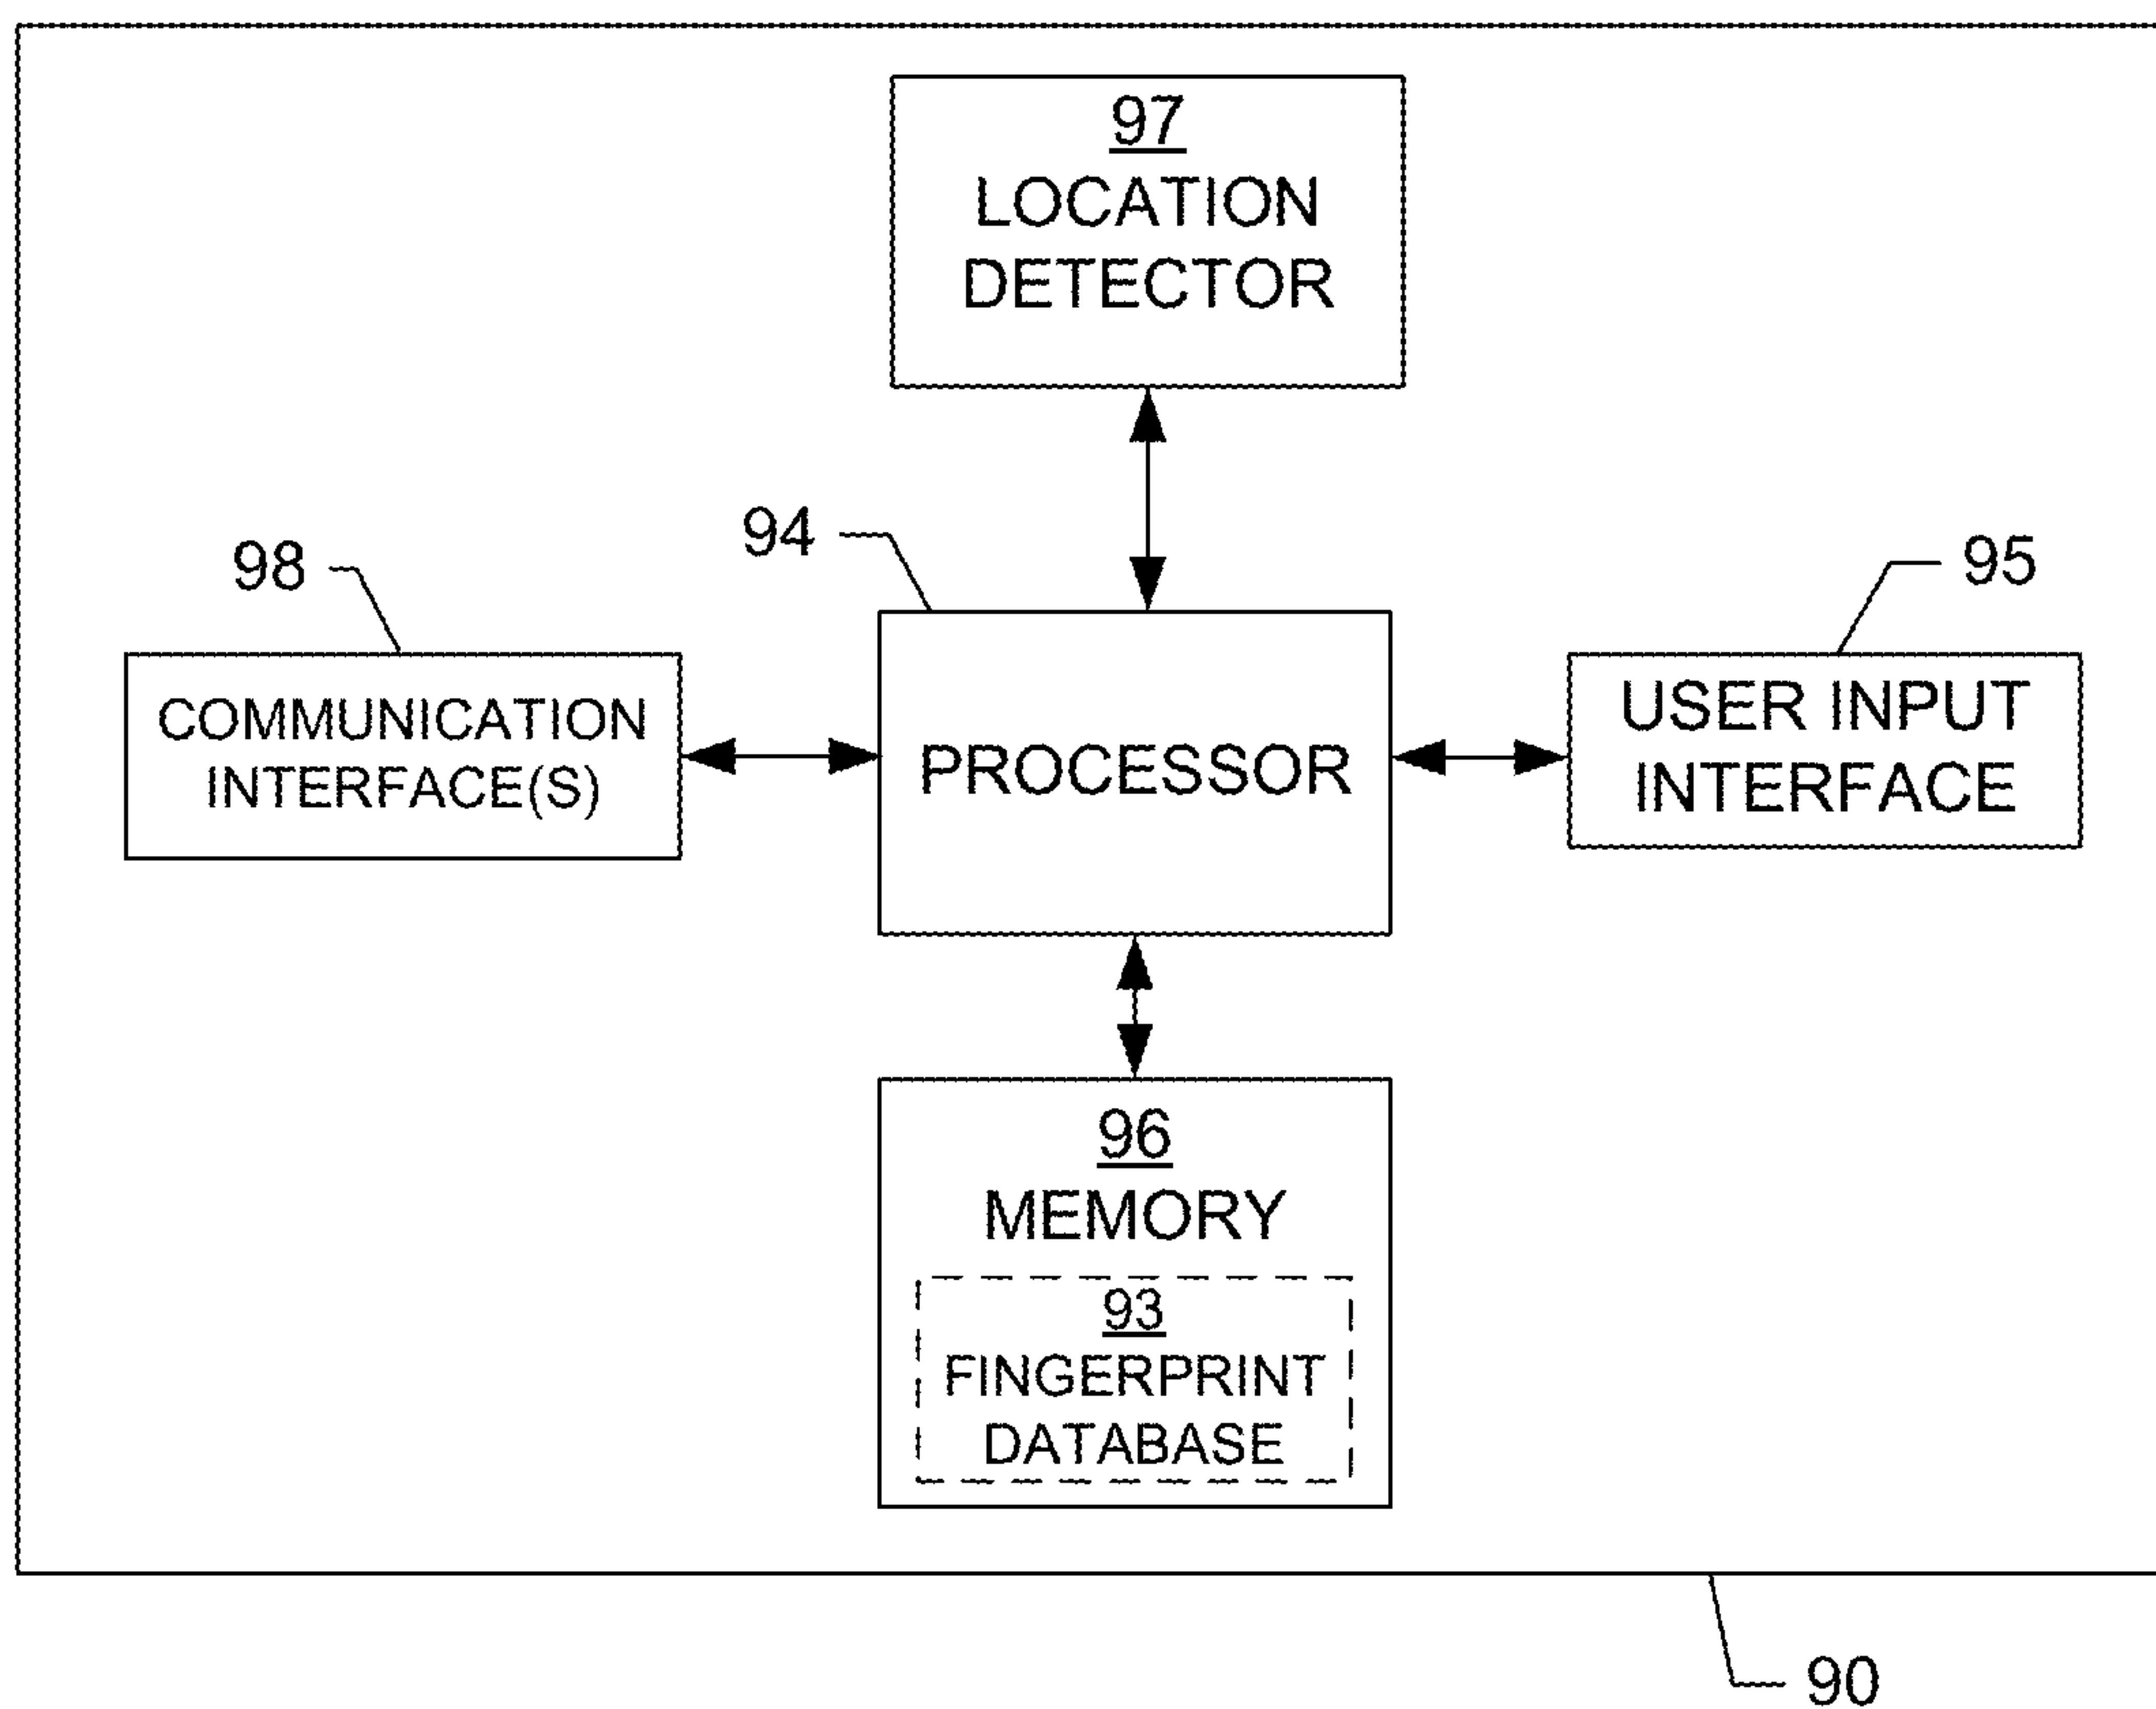 97
LOCATION
DETECTOR
94
98
95
COMMUNICATION
INTERFACE(S)
PROCESSOR
USER INPUT
INTERFACE
96
MEMORY
93
FINGERPRINT
DATABASE
90